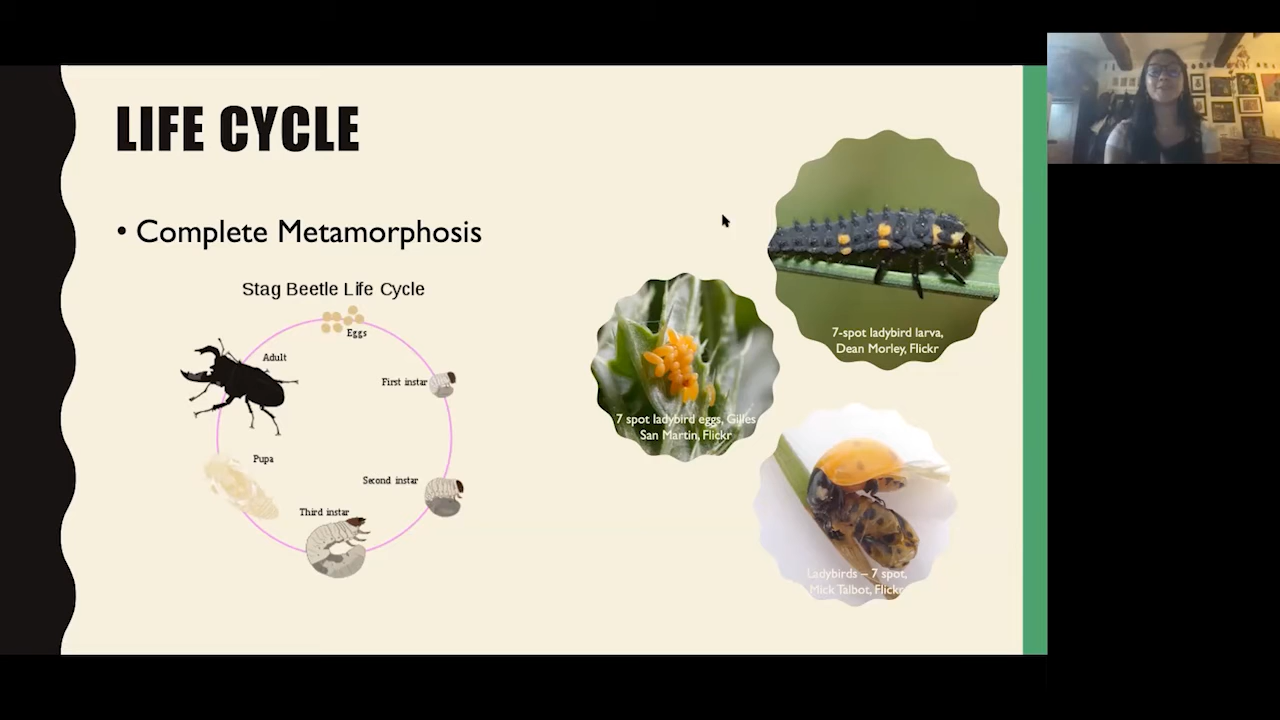 LIFE CYCLE
• Complete Metamorphosis
Stag Beetle Life Cycle
Eggs
Adult
First instar
Pupa
Second instar
Third instar
7-spot ladybird larva,
Dean Morley, Flickr
7 spot ladybird eggs, Gilles
San Martin, Flickr
Ladybirds – 7 spot,
Mick Talbot, Flickr